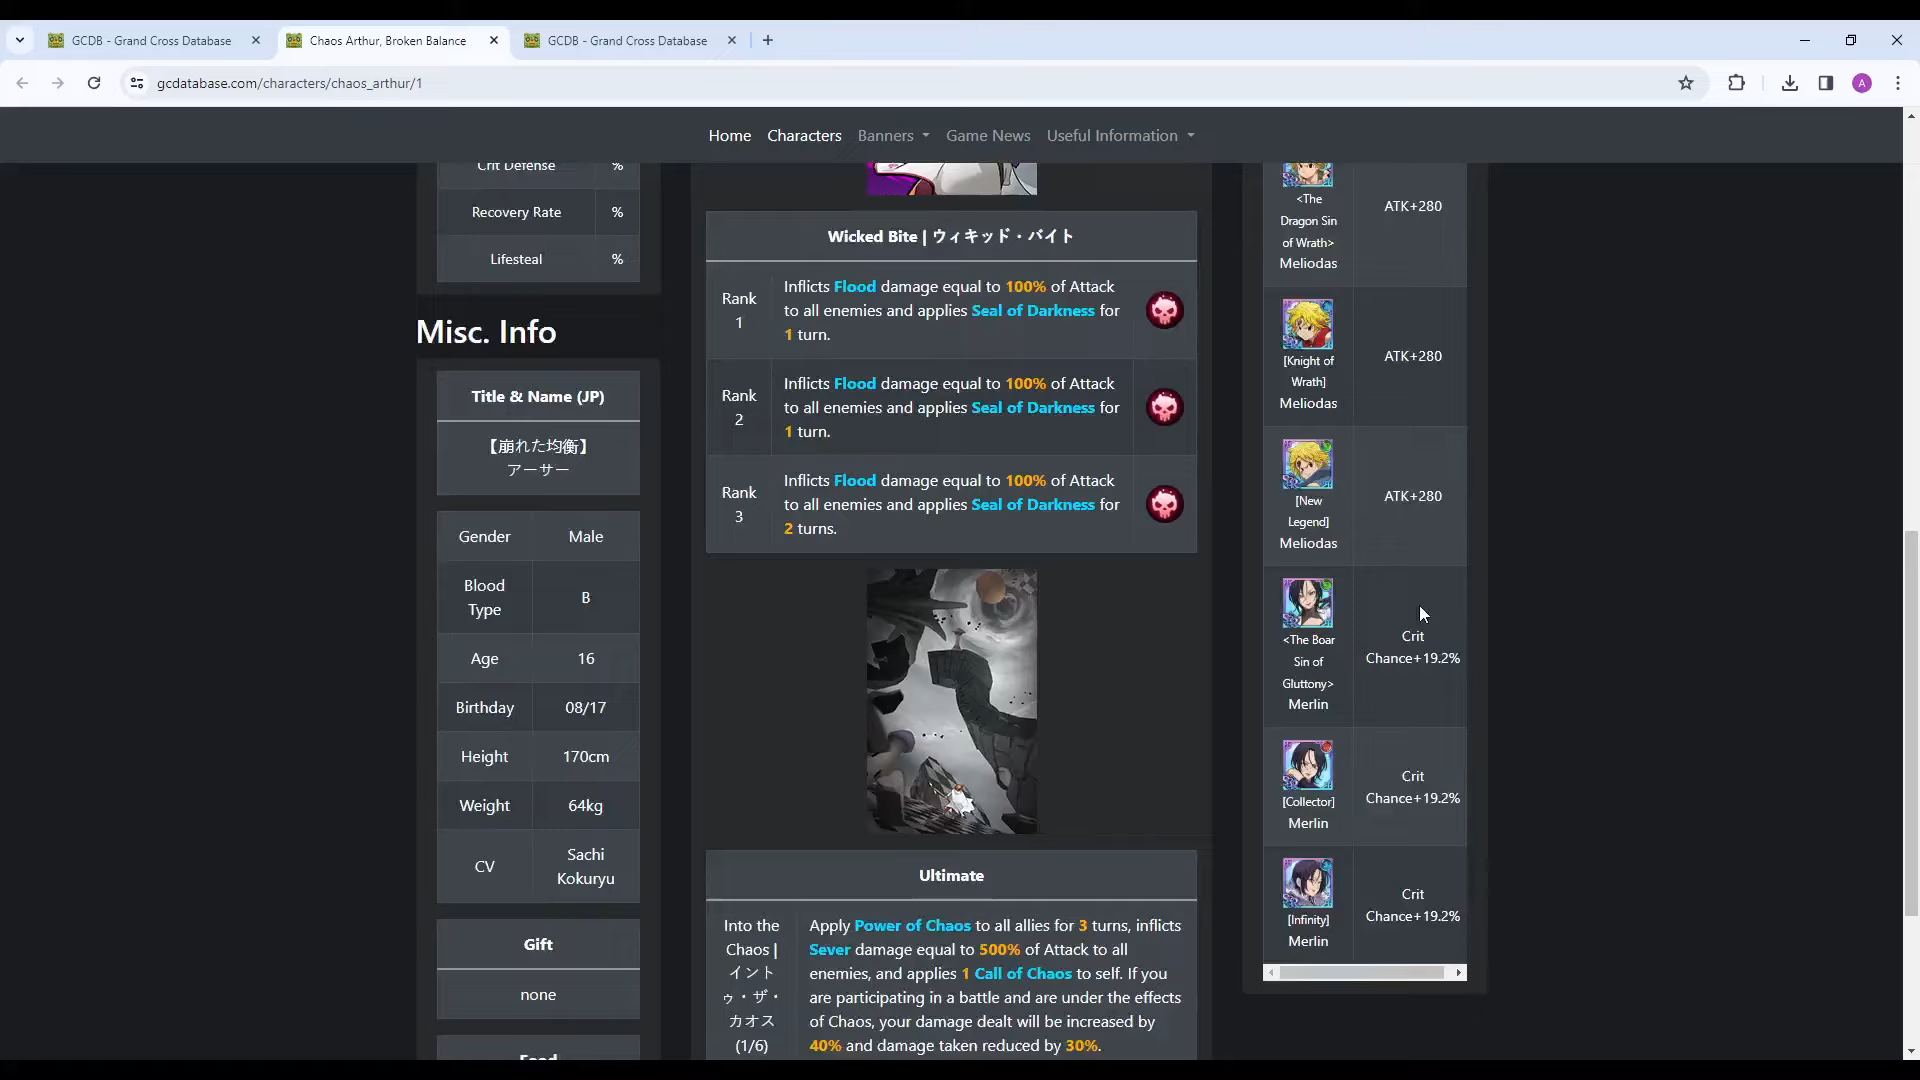 GCDB - Grand Cross Database
Chaos Arthur, Broken Balance
GCDB - Grand Cross Database
gcdatabase.com/characters/chaos_arthur/1
A
Home
Characters
Banners
Game News
Useful Information
Crit Defense
%
Recovery Rate
%
Lifesteal
%
Misc. Info
Title & Name (JP)
【崩れた均衡】
アーサー
Gender
Male
Blood
Type
B
Age
16
Birthday
08/17
Height
170cm
Weight
64kg
CV
Sachi
Kokuryu
Gift
none
Food
Wicked Bite | ウィキッド・バイト
Rank
1
Inflicts Flood damage equal to 100% of Attack
to all enemies and applies Seal of Darkness for
1 turn.
Rank
2
Inflicts Flood damage equal to 100% of Attack
to all enemies and applies Seal of Darkness for
1 turn.
Rank
3
Inflicts Flood damage equal to 100% of Attack
to all enemies and applies Seal of Darkness for
2 turns.
Ultimate
Into the
Chaos |
イント
ゥ・ザ・
カオス
(1/6)
Apply Power of Chaos to all allies for 3 turns, inflicts
Sever damage equal to 500% of Attack to all
enemies, and applies 1 Call of Chaos to self. If you
are participating in a battle and are under the effects
of Chaos, your damage dealt will be increased by
40% and damage taken reduced by 30%.
<The
Dragon Sin
of Wrath>
Meliodas
ATK+280
[Knight of
Wrath]
Meliodas
ATK+280
[New
Legend]
Meliodas
ATK+280
<The Boar
Sin of
Gluttony>
Merlin
Crit
Chance+19.2%
[Collector]
Merlin
Crit
Chance+19.2%
[Infinity]
Merlin
Crit
Chance+19.2%